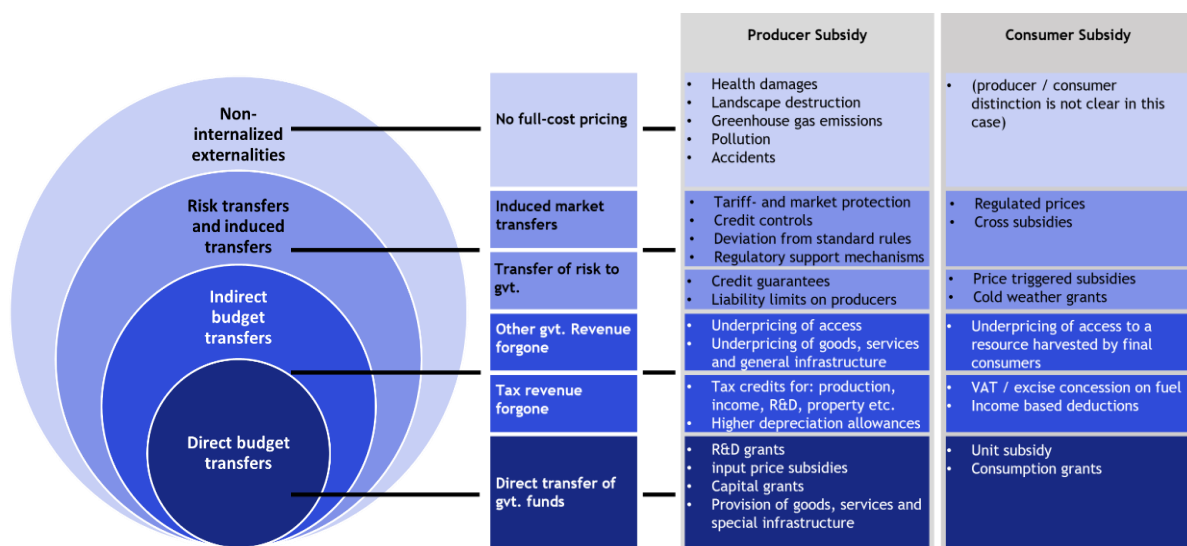 Producer Subsidy
Consumer Subsidy
Non-
internalized
externalities
No full-cost pricing
• Health damages
• Landscape destruction
• Greenhouse gas emissions
• Pollution
• Accidents
• (producer / consumer
distinction is not clear in this
case)
Risk transfers
and induced
transfers
Induced market
transfers
• Tariff- and market protection
• Credit controls
• Deviation from standard rules
• Regulatory support mechanisms
• Regulated prices
• Cross subsidies
Transfer of risk to
gvt.
• Credit guarantees
• Liability limits on producers
• Price triggered subsidies
• Cold weather grants
Indirect
budget
transfers
Other gvt. Revenue
forgone
• Underpricing of access
• Underpricing of goods, services
and general infrastructure
• Underpricing of access to a
resource harvested by final
consumers
Tax revenue
forgone
• Tax credits for: production,
income, R&D, property etc.
• Higher depreciation allowances
• VAT / excise concession on fuel
• Income based deductions
Direct budget
transfers
Direct transfer of
gvt. funds
• R&D grants
• input price subsidies
• Capital grants
• Provision of goods, services and
special infrastructure
• Unit subsidy
• Consumption grants